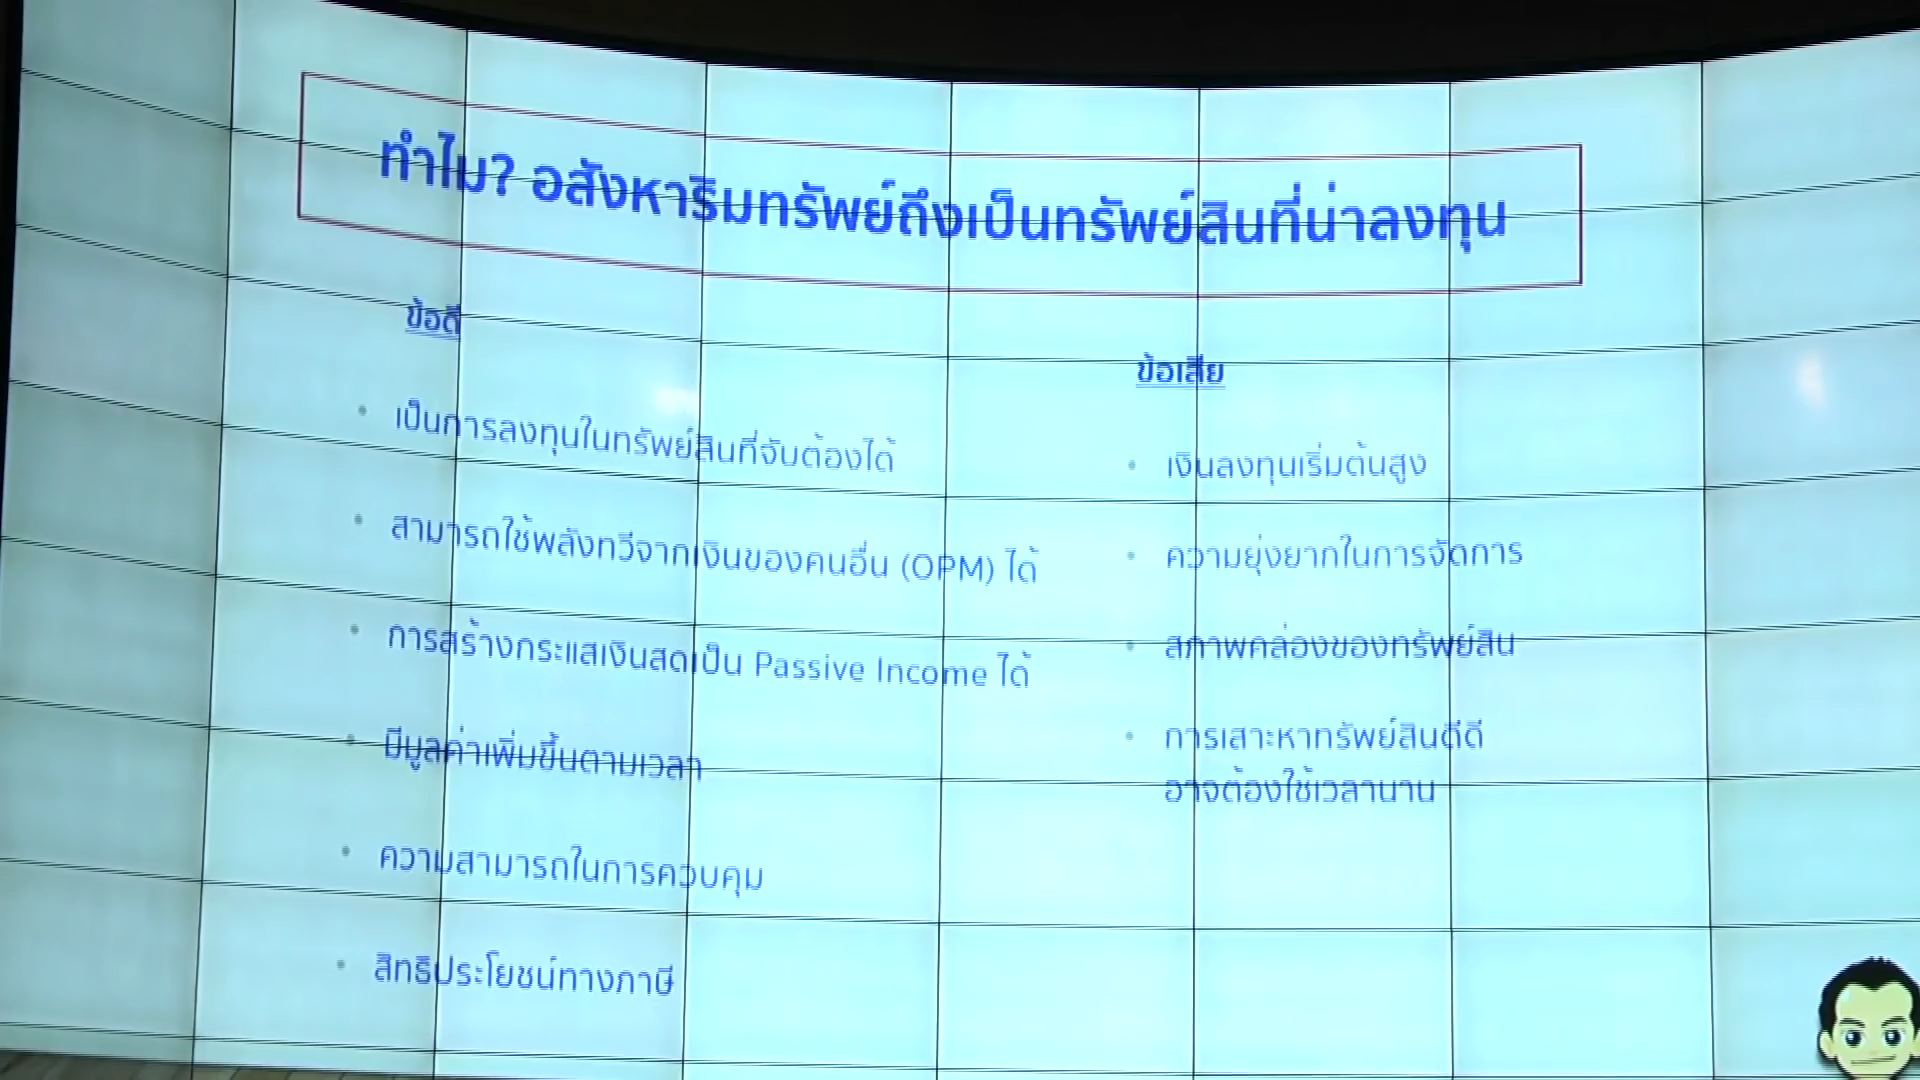 ทำไม? อสังหาริมทรัพย์ถึงเป็นทรัพย์สินที่น่าลงทุน
ข้อดี
• เป็นการลงทุนในทรัพย์สินที่จับต้องได้
• สามารถใช้พลังทวีจากเงินของคนอื่น (OPM) ได้
• การสร้างกระแสเงินสดเป็น Passive Income ได้
• มีมูลค่าเพิ่มขึ้นตามเวลา
• ความสามารถในการควบคุม
• สิทธิประโยชน์ทางภาษี
ข้อเสีย
• เงินลงทุนเริ่มต้นสูง
• ความยุ่งยากในการจัดการ
• สภาพคล่องของทรัพย์สิน
• การเสาะหาทรัพย์สินดีดี
อาจต้องใช้เวลานาน